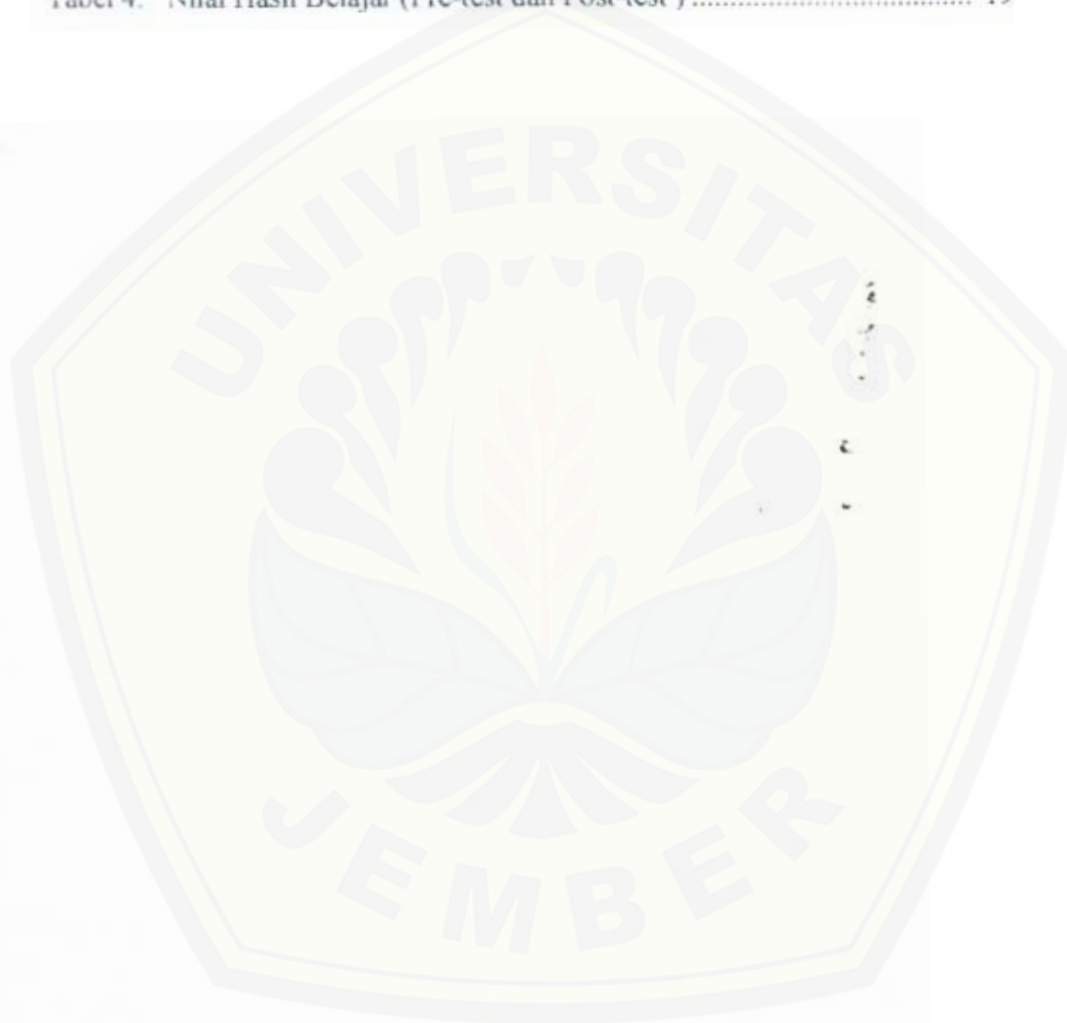 Tabel 4. Nilai Hasil Belajar (Pre-test dan Post-test ) ....................................
UNIVERSITAS
JEMBER